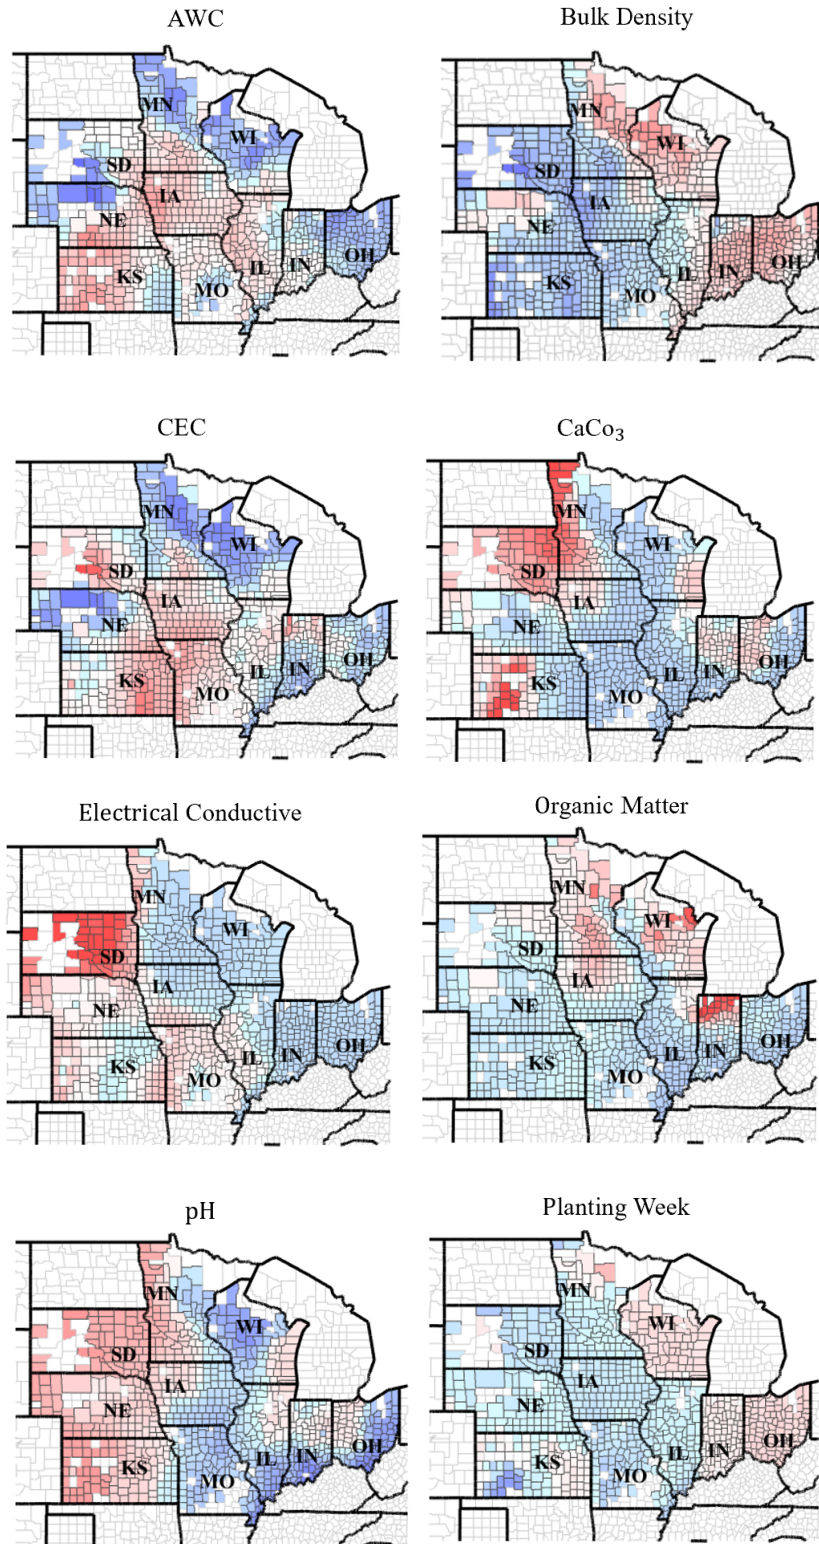 AWC
Bulk Density
MN
WI
SD
IA
NE
IL
IN
OH
KS
MO
MN
WI
SD
IA
NE
IL
IN
OH
KS
MO
CEC
CaCo₃
MN
WI
SD
IA
NE
IL
IN
OH
KS
MO
MN
WI
SD
IA
NE
IL
IN
OH
KS
MO
Electrical Conductive
Organic Matter
MN
WI
SD
IA
NE
IL
IN
OH
KS
MO
MN
WI
SD
IA
NE
IL
IN
OH
KS
MO
pH
Planting Week
MN
WI
SD
IA
NE
IL
IN
OH
KS
MO
MN
WI
SD
IA
NE
IL
IN
OH
KS
MO